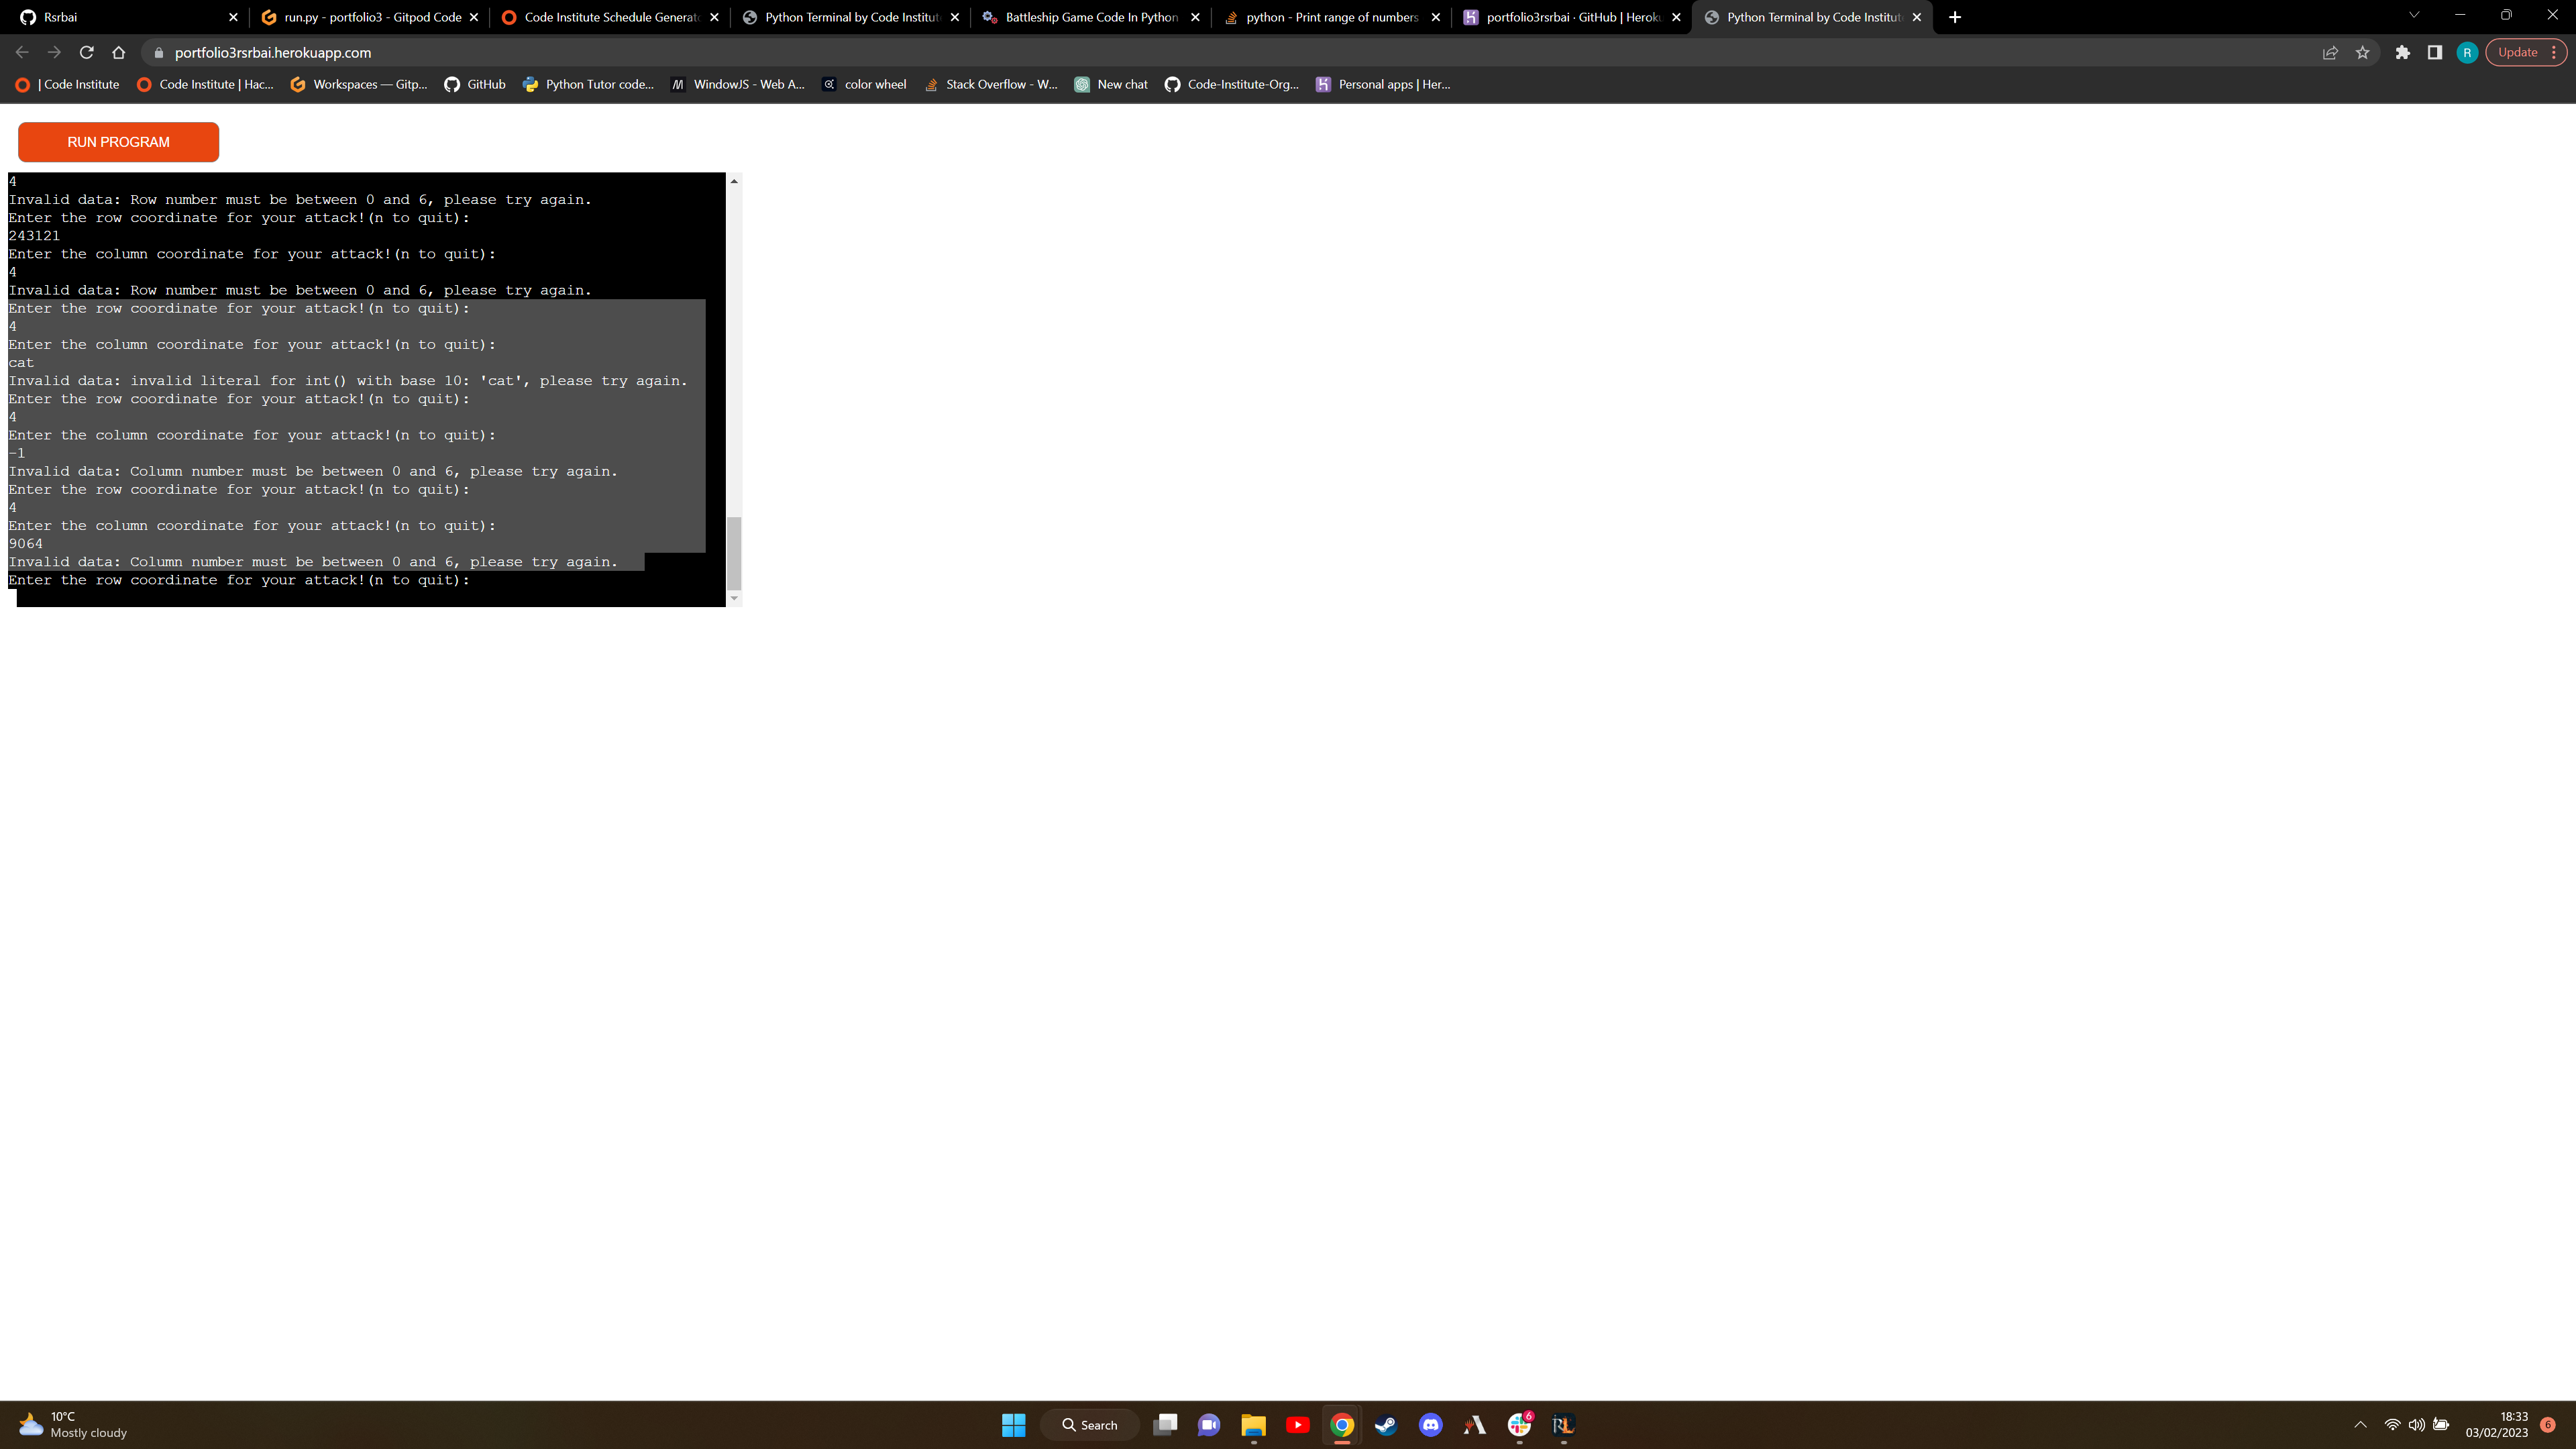 Rsrbai
run.py - portfolio3 - Gitpod Code
Code Institute Schedule Generat
Python Terminal by Code Institut
Battleship Game Code In Python
python - Print range of numbers
portfolio3rsrbai · GitHub | Herok
Python Terminal by Code Institut
portfolio3rsrbai.herokuapp.com
R
Update
| Code Institute
Code Institute | Hac...
Workspaces — Gitp...
GitHub
Python Tutor code...
WindowJS - Web A...
color wheel
Stack Overflow - W...
New chat
Code-Institute-Org...
Personal apps | Her...
RUN PROGRAM
4
Invalid data: Row number must be between 0 and 6, please try again.
Enter the row coordinate for your attack!(n to quit):
243121
Enter the column coordinate for your attack!(n to quit):
4
Invalid data: Row number must be between 0 and 6, please try again.
Enter the row coordinate for your attack!(n to quit):
4
Enter the column coordinate for your attack!(n to quit):
cat
Invalid data: invalid literal for int() with base 10: 'cat', please try again.
Enter the row coordinate for your attack!(n to quit):
4
Enter the column coordinate for your attack!(n to quit):
-1
Invalid data: Column number must be between 0 and 6, please try again.
Enter the row coordinate for your attack!(n to quit):
4
Enter the column coordinate for your attack!(n to quit):
9064
Invalid data: Column number must be between 0 and 6, please try again.
Enter the row coordinate for your attack!(n to quit):
10°C
Mostly cloudy
Search
6
RL
18:33
03/02/2023
6